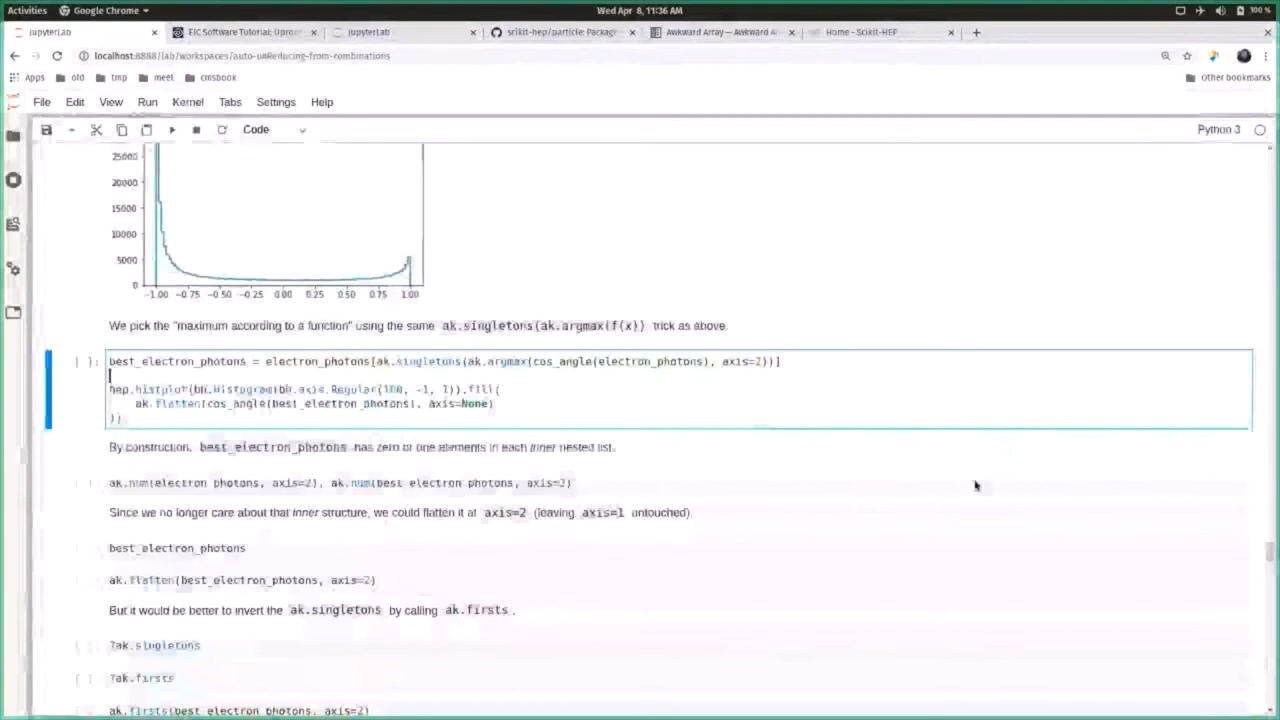 Activities Google Chrome Wed Apr 8, 11:36 AM 100 %
JupyterLab EIC Software Tutorial: Uproo JupyterLab scikit-hep/particle: Packag Awkward Array — Awkward A Home - Scikit-HEP
localhost:8888/lab/workspaces/auto-u#Reducing-from-combinations
Apps old tmp meet cmsbook Other bookmarks
File Edit View Run Kernel Tabs Settings Help
Code Python 3
25000
20000
15000
10000
5000
0
−1.00 −0.75 −0.50 −0.25 0.00 0.25 0.50 0.75 1.00
We pick the "maximum according to a function" using the same ak.singletons(ak.argmax(f(x)) trick as above.
[ ]: best_electron_photons = electron_photons[ak.singletons(ak.argmax(cos_angle(electron_photons), axis=2))]
hep.histplot(bh.Histogram(bh.axis.Regular(100, -1, 1)).fill(
ak.flatten(cos_angle(best_electron_photons), axis=None)
))
By construction, best_electron_photons has zero or one elements in each inner nested list.
[ ] ak.num(electron_photons, axis=2), ak.num(best_electron_photons, axis=2)
Since we no longer care about that inner structure, we could flatten it at axis=2 (leaving axis=1 untouched).
[ ] best_electron_photons
[ ] ak.flatten(best_electron_photons, axis=2)
But it would be better to invert the ak.singletons by calling ak.firsts .
[ ] ?ak.singletons
[ ] ?ak.firsts
[ ] ak.firsts(best_electron_photons, axis=2)